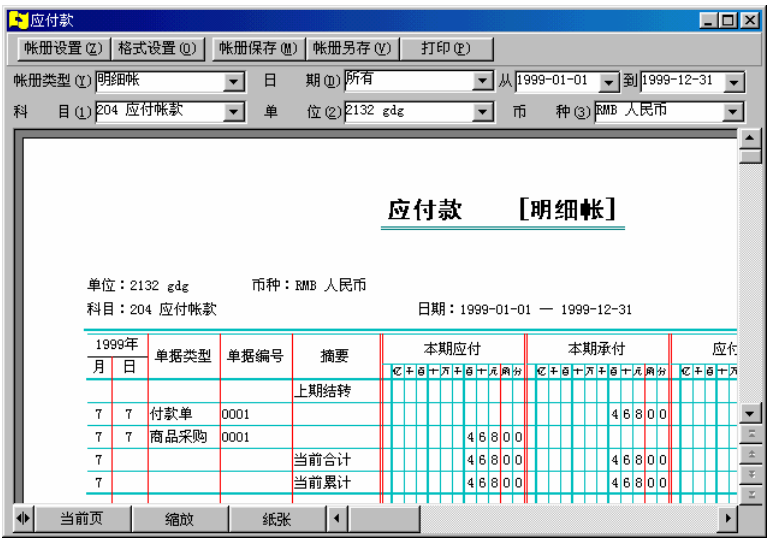 应付款
帐册设置(Z) 格式设置(Q) 帐册保存(M) 帐册另存(V) 打印(P)
帐册类型(Y) 明细帐 日 期(D) 所有 从 1999-01-01 到 1999-12-31
科 目(1) 204 应付帐款 单 位(2) 2132 gdg 币 种(3) RMB 人民币
应付款 [明细帐]
单位：2132 gdg 币种：RMB 人民币
科目：204 应付帐款 日期：1999-01-01 — 1999-12-31
1999年 单据类型 单据编号 摘要 本期应付 本期承付 应付
月 日 亿千百十万千百十元角分 亿千百十万千百十元角分 亿千百十万
上期结转
7 7 付款单 0001 46800
7 7 商品采购 0001 46800
7 当前合计 46800 46800
7 当前累计 46800 46800
当前页 缩放 纸张